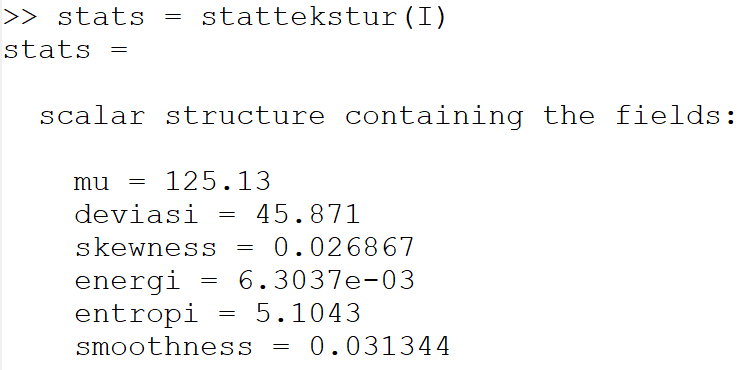 >> stats = stattekstur(I)
stats =
scalar structure containing the fields:
mu = 125.13
deviasi = 45.871
skewness = 0.026867
energi = 6.3037e-03
entropi = 5.1043
smoothness = 0.031344